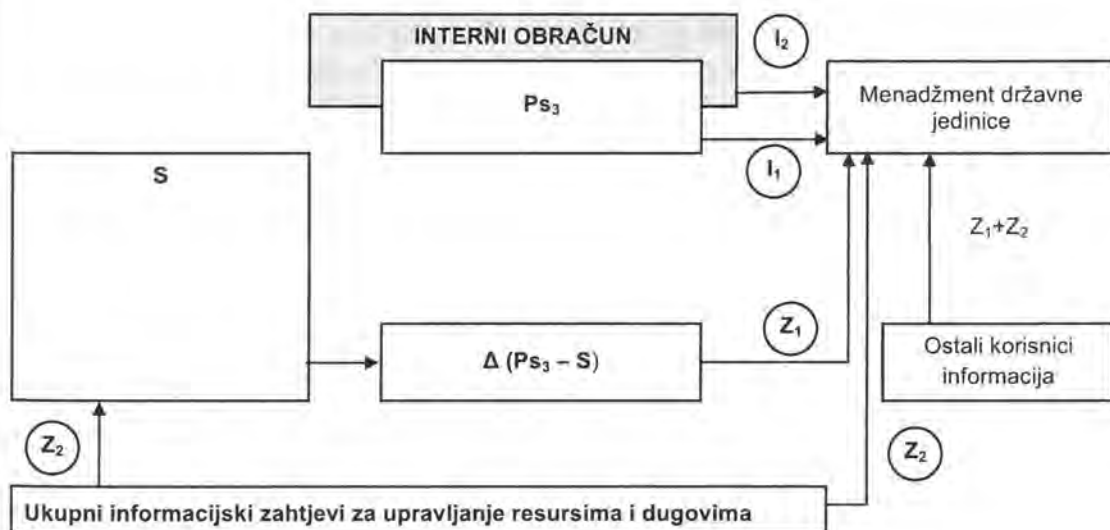 INTERNI OBRAČUN
I₂
Ps₃
Menadžment državne
jedinice
I₁
S
Z₁+Z₂
Δ (Ps₃ – S)
Z₁
Ostali korisnici
informacija
Z₂
Z₂
Ukupni informacijski zahtjevi za upravljanje resursima i dugovima